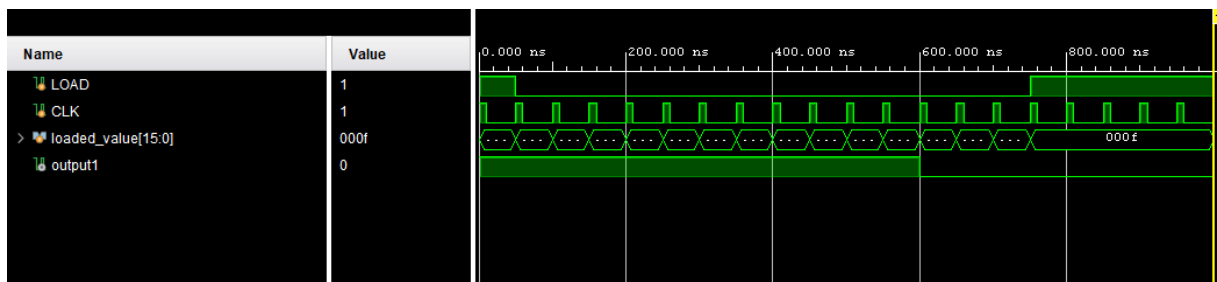 Name Value 0.000 ns 200.000 ns 400.000 ns 600.000 ns 800.000 ns
LOAD 1
CLK 1
> loaded_value[15:0] 000f ... ... ... ... ... ... ... ... ... ... ... ... ... ... ... 000f
output1 0